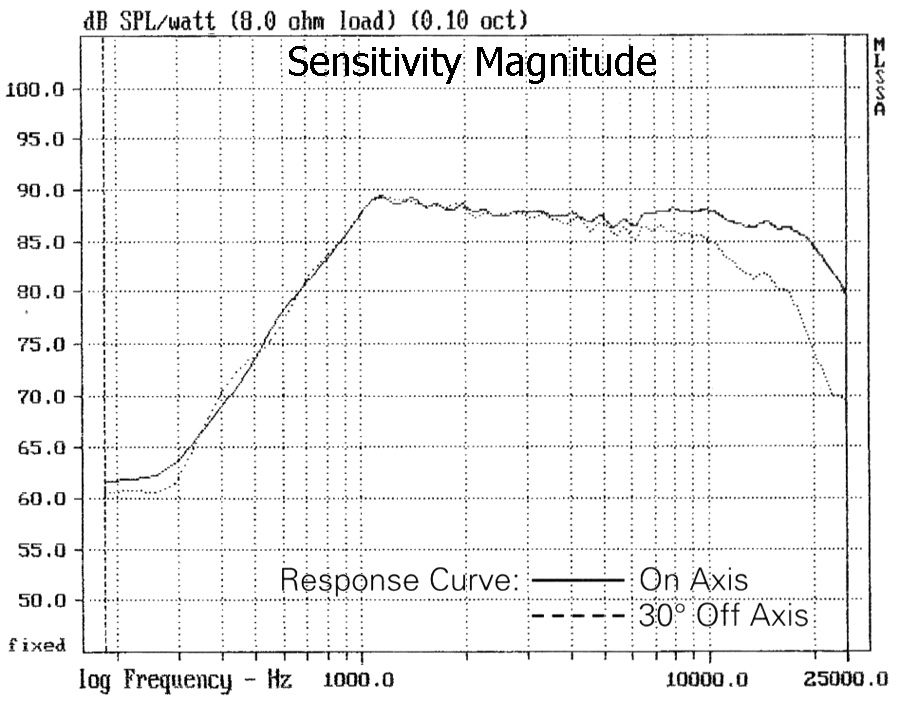 dB SPL/watt (8.0 ohm load) (0.10 oct)
Sensitivity Magnitude
MLSSA
100.0
95.0
90.0
85.0
80.0
75.0
70.0
65.0
60.0
55.0
50.0
fixed
Response Curve: On Axis
30° Off Axis
log Frequency - Hz 1000.0 10000.0 25000.0